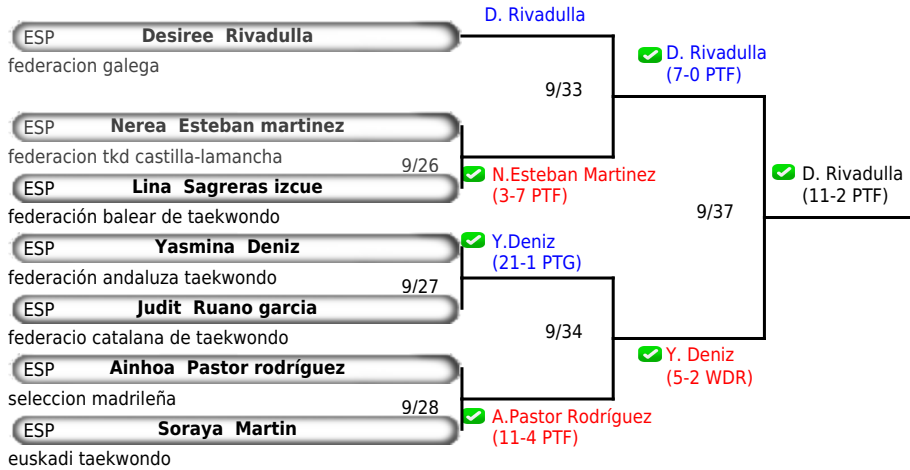 D. Rivadulla
ESP Desiree Rivadulla
federacion galega
D. Rivadulla
(7-0 PTF)
9/33
ESP Nerea Esteban martinez
federacion tkd castilla-lamancha
9/26
ESP Lina Sagreras izcue
N.Esteban Martinez
(3-7 PTF)
D. Rivadulla
(11-2 PTF)
federación balear de taekwondo
9/37
ESP Yasmina Deniz
Y.Deniz
(21-1 PTG)
federación andaluza taekwondo
9/27
ESP Judit Ruano garcia
federacio catalana de taekwondo
9/34
ESP Ainhoa Pastor rodríguez
Y. Deniz
(5-2 WDR)
seleccion madrileña
9/28
A.Pastor Rodríguez
(11-4 PTF)
ESP Soraya Martin
euskadi taekwondo